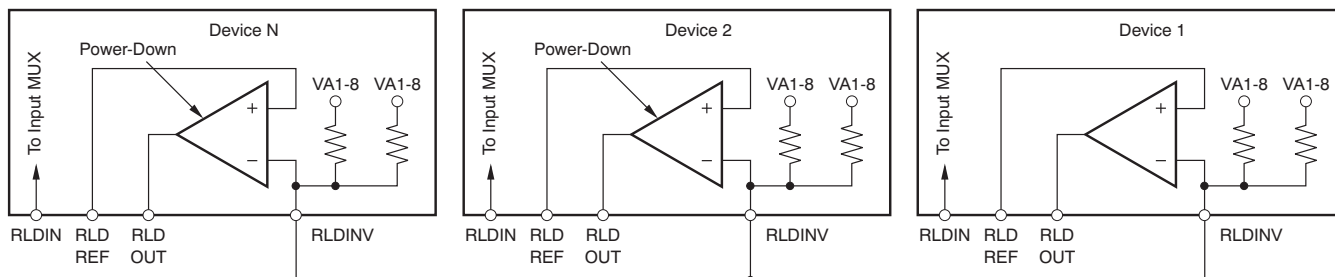 Device N
Power-Down
To Input MUX
VA1-8 VA1-8
+
−
RLDIN RLD REF RLD OUT RLDINV
Device 2
Power-Down
To Input MUX
VA1-8 VA1-8
+
−
RLDIN RLD REF RLD OUT RLDINV
Device 1
To Input MUX
VA1-8 VA1-8
+
−
RLDIN RLD REF RLD OUT RLDINV